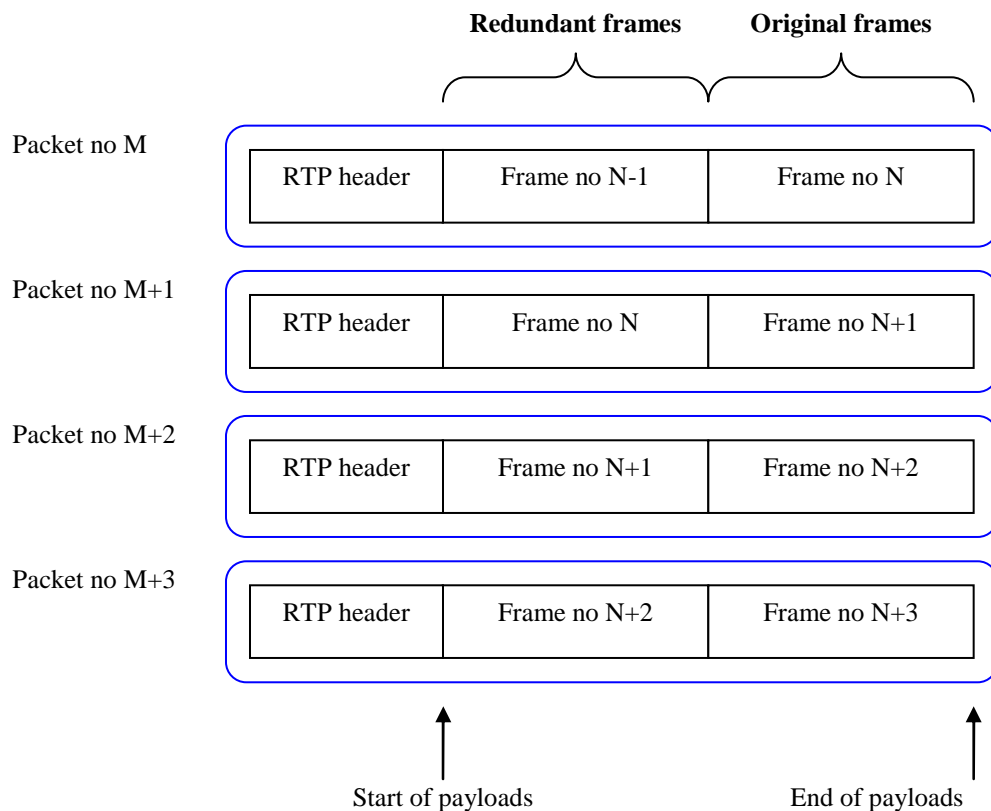 Redundant frames Original frames
Packet no M
RTP header Frame no N-1 Frame no N
Packet no M+1
RTP header Frame no N Frame no N+1
Packet no M+2
RTP header Frame no N+1 Frame no N+2
Packet no M+3
RTP header Frame no N+2 Frame no N+3
Start of payloads End of payloads